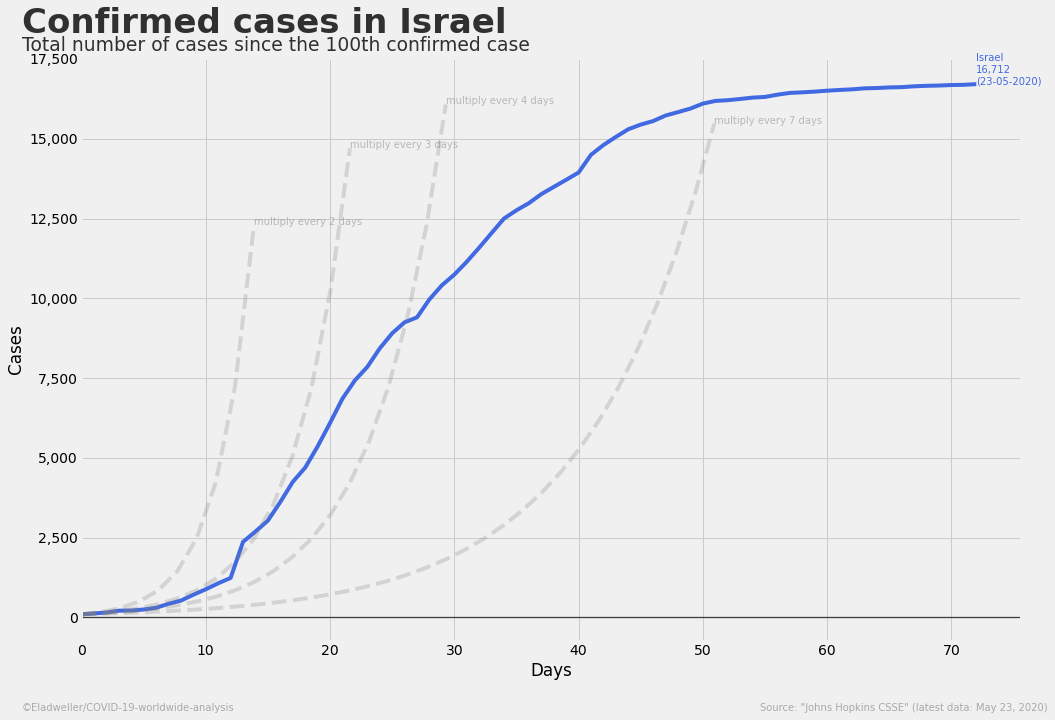 Confirmed cases in Israel
Total number of cases since the 100th confirmed case
17,500
Israel
16,712
(23-05-2020)
multiply every 4 days
multiply every 7 days
15,000
multiply every 3 days
12,500
multiply every 2 days
10,000
Cases
7,500
5,000
2,500
0
0 10 20 30 40 50 60 70
Days
©Eladweller/COVID-19-worldwide-analysis
Source: "Johns Hopkins CSSE" (latest data: May 23, 2020)